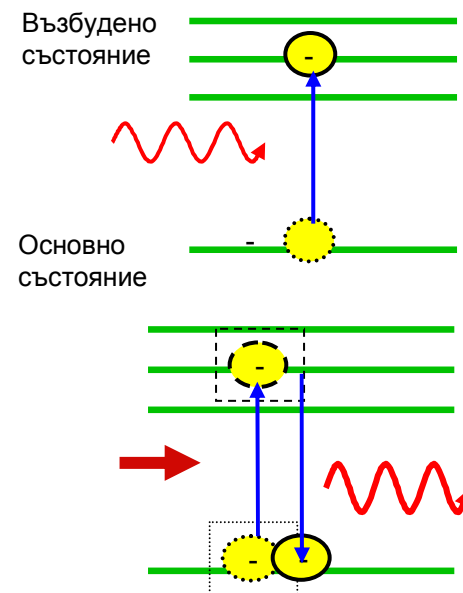 Възбудено
състояние
-
-
Основно
състояние
-
- -